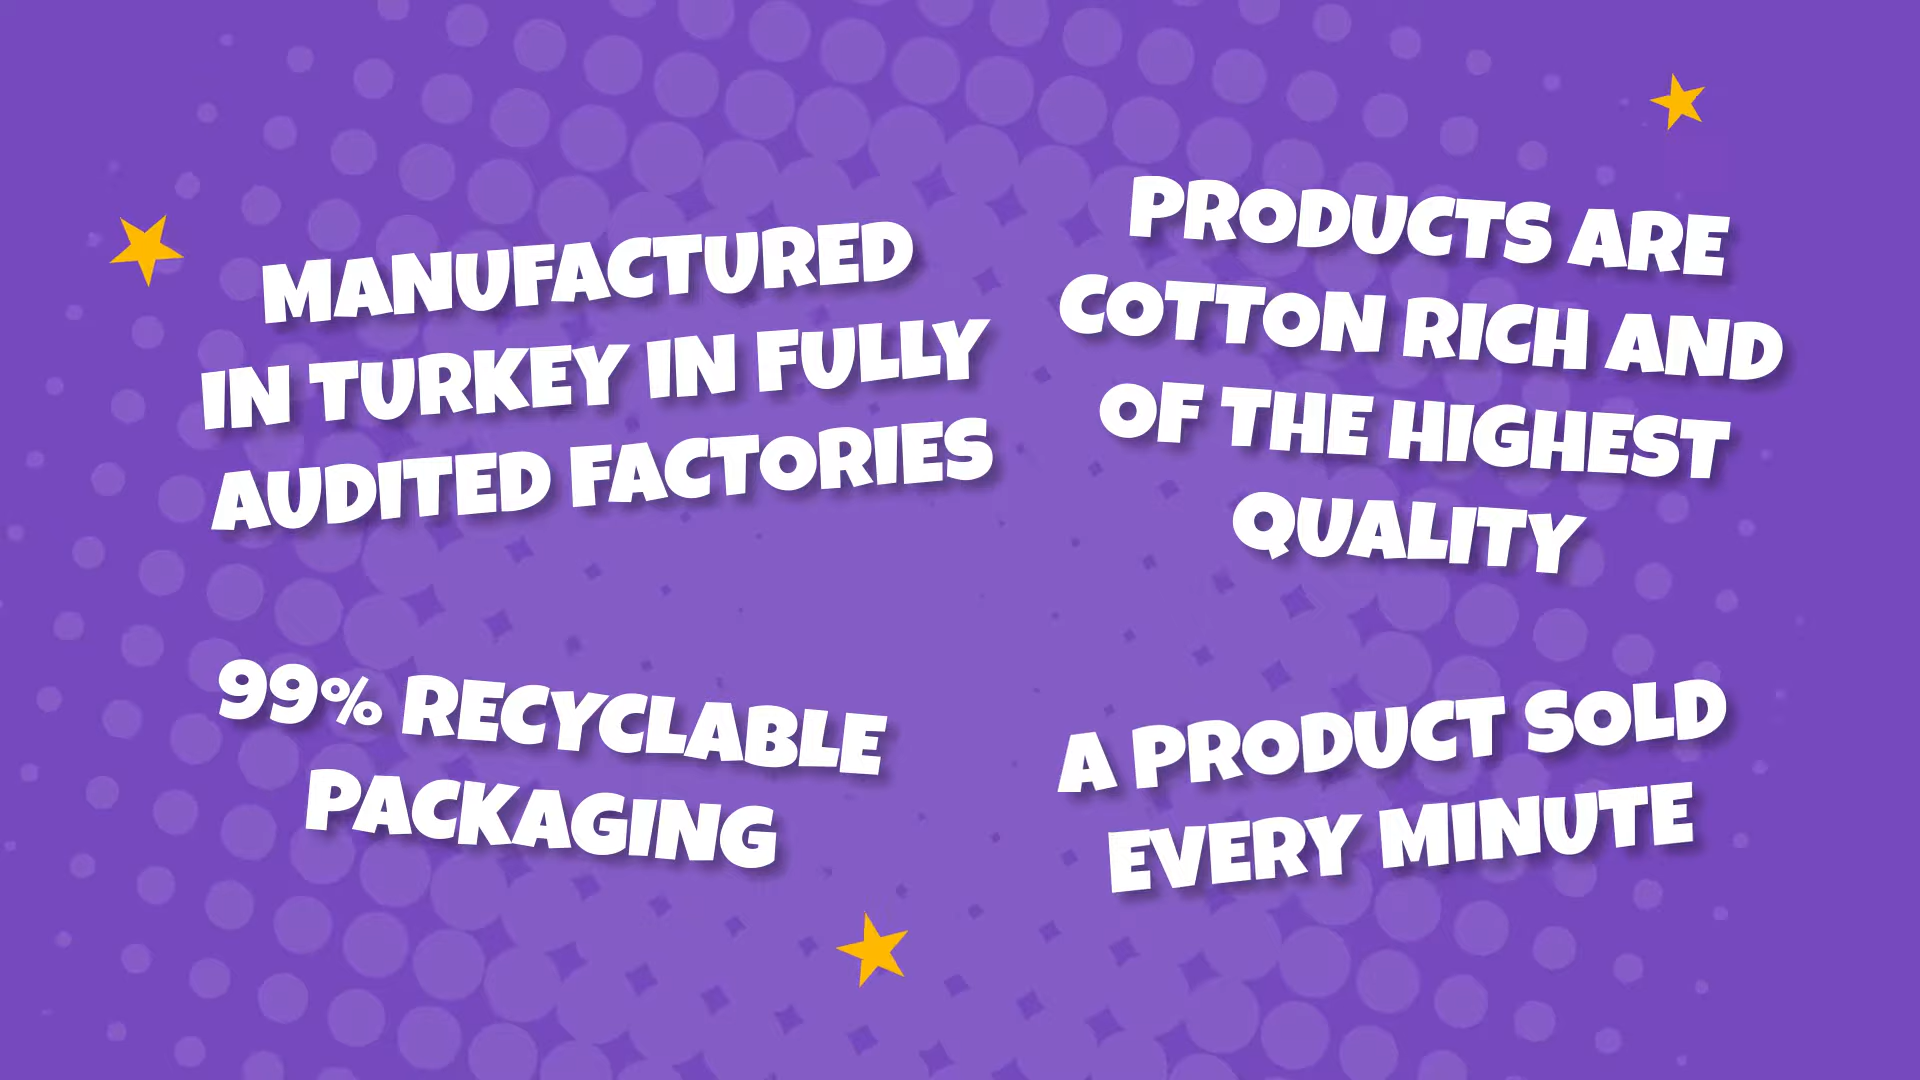 MANUFACTURED
IN TURKEY IN FULLY
AUDITED FACTORIES
PRODUCTS ARE
COTTON RICH AND
OF THE HIGHEST
QUALITY
99% RECYCLABLE
PACKAGING
A PRODUCT SOLD
EVERY MINUTE